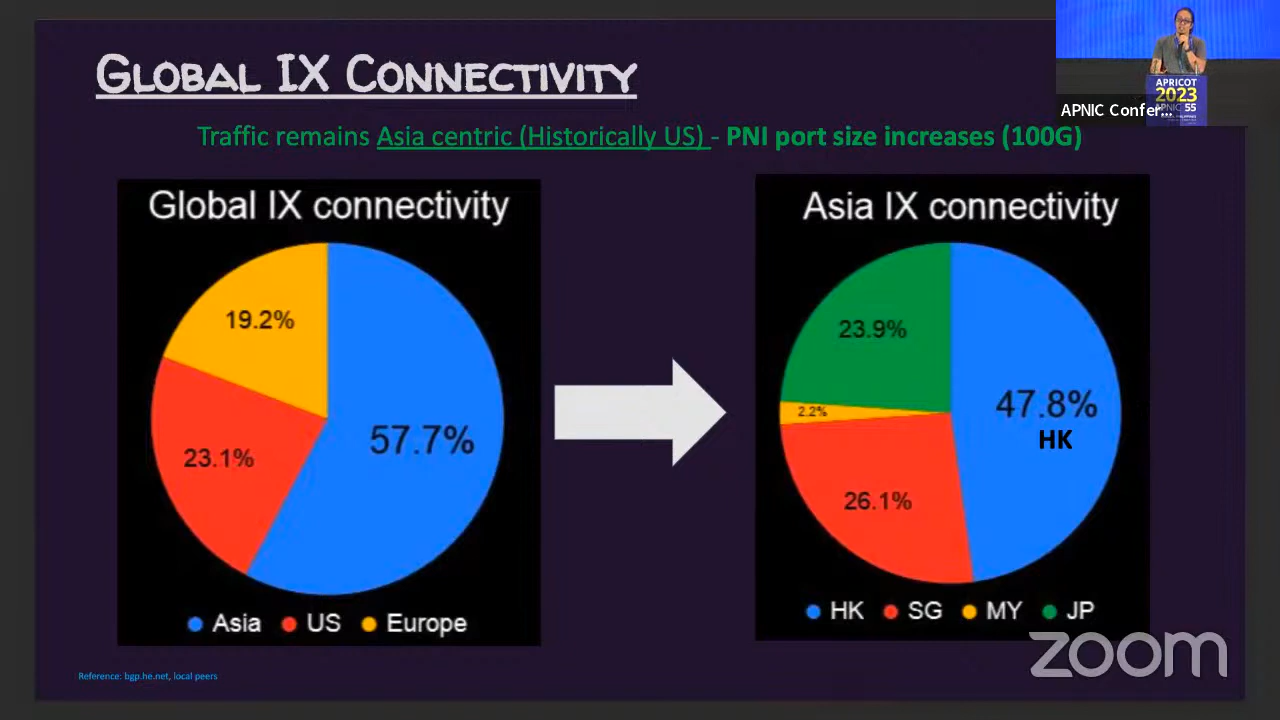 GLOBAL IX CONNECTIVITY
Traffic remains Asia centric (Historically US) - PNI port size increases (100G)
Global IX connectivity
19.2%
57.7%
23.1%
Asia US Europe
Asia IX connectivity
23.9%
47.8%
HK
2.2%
26.1%
HK SG MY JP
Reference: bgp.he.net, local peers
APRICOT
2023
APNIC 55
APNIC Confer...
zoom